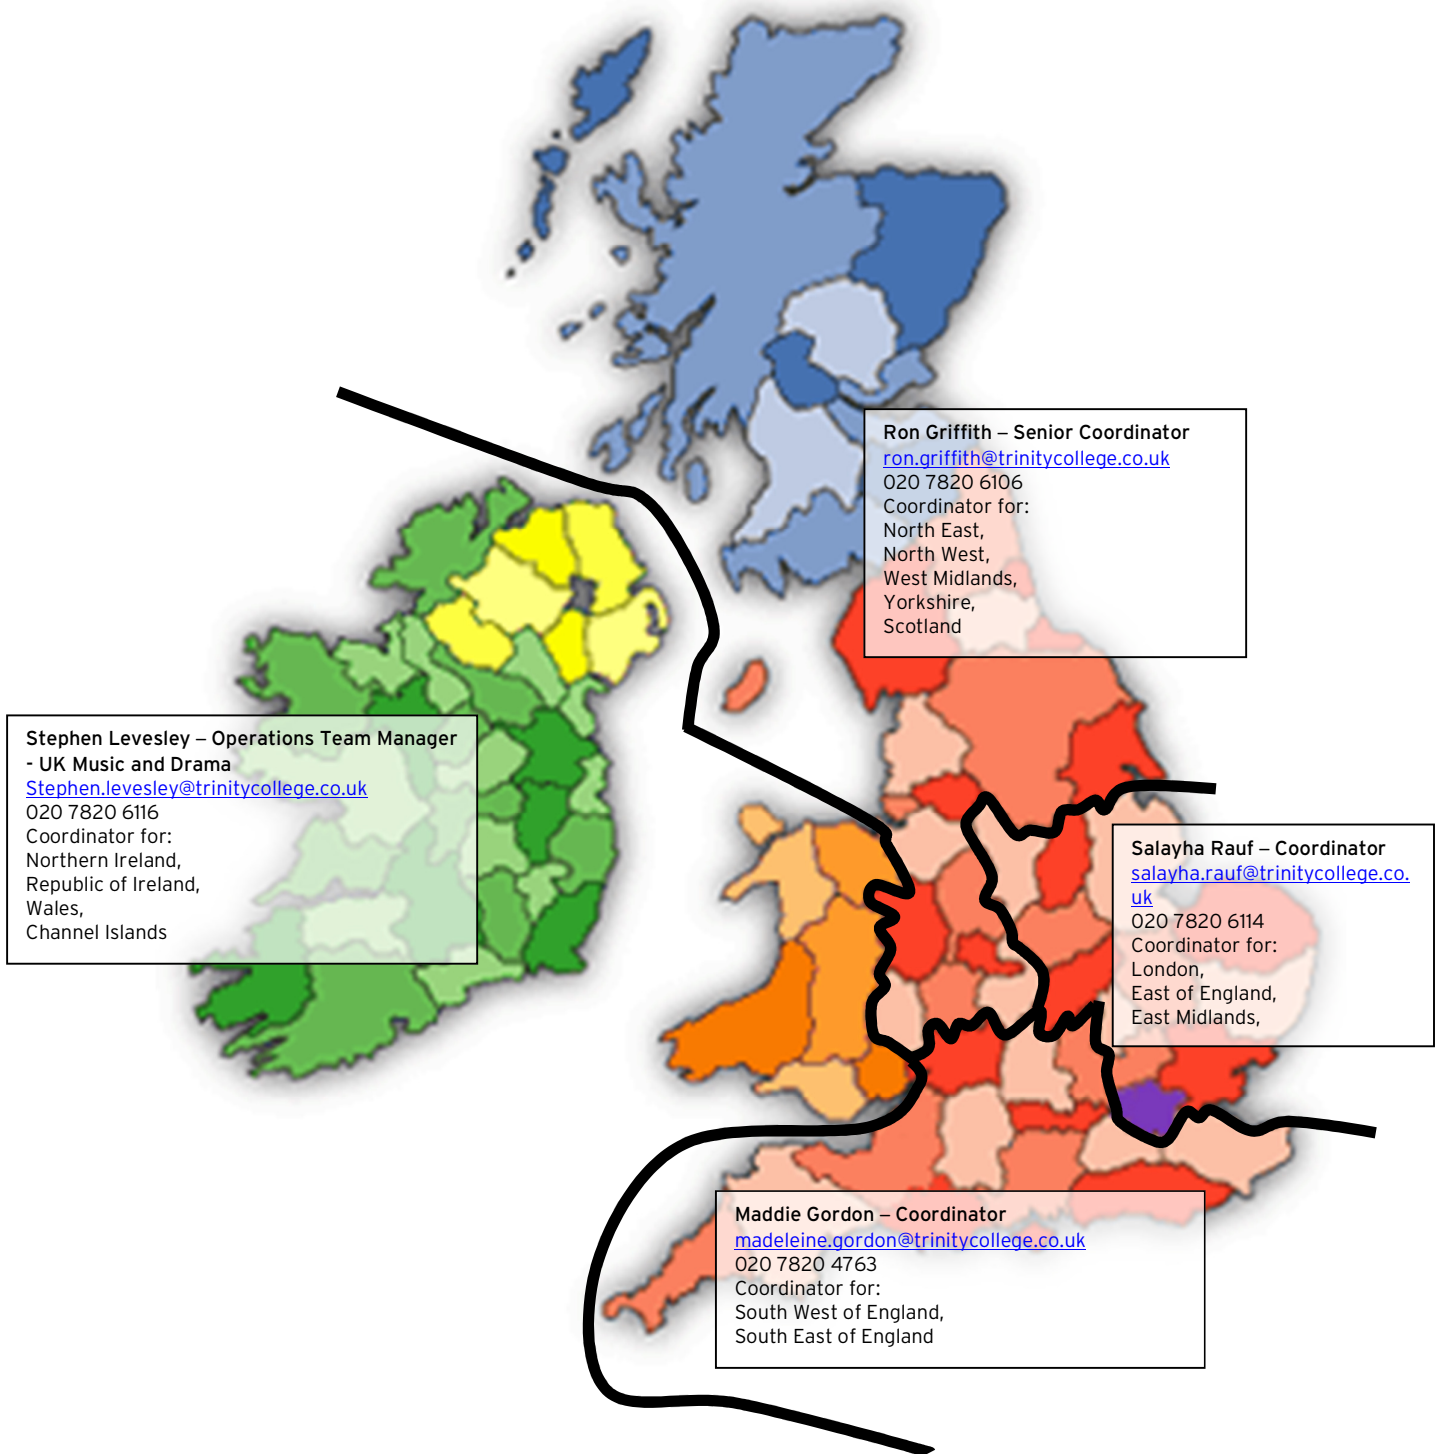 Ron Griffith – Senior Coordinator
ron.griffith@trinitycollege.co.uk
020 7820 6106
Coordinator for:
North East,
North West,
West Midlands,
Yorkshire,
Scotland
Stephen Levesley – Operations Team Manager
- UK Music and Drama
Stephen.levesley@trinitycollege.co.uk
020 7820 6116
Coordinator for:
Northern Ireland,
Republic of Ireland,
Wales,
Channel Islands
Salayha Rauf – Coordinator
salayha.rauf@trinitycollege.co.
uk
020 7820 6114
Coordinator for:
London,
East of England,
East Midlands,
Maddie Gordon – Coordinator
madeleine.gordon@trinitycollege.co.uk
020 7820 4763
Coordinator for:
South West of England,
South East of England